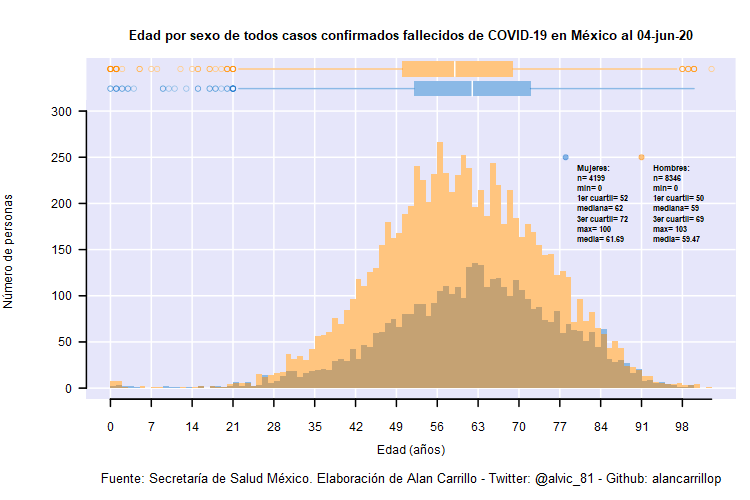 Edad por sexo de todos casos confirmados fallecidos de COVID-19 en México al 04-jun-20
300
250
200
150
100
50
0
Número de personas
Mujeres:
n= 4199
min= 0
1er cuartil= 52
mediana= 62
3er cuartil= 72
max= 100
media= 61.69
Hombres:
n= 8346
min= 0
1er cuartil= 50
mediana= 59
3er cuartil= 69
max= 103
media= 59.47
0 7 14 21 28 35 42 49 56 63 70 77 84 91 98
Edad (años)
Fuente: Secretaría de Salud México. Elaboración de Alan Carrillo - Twitter: @alvic_81 - Github: alancarrillop